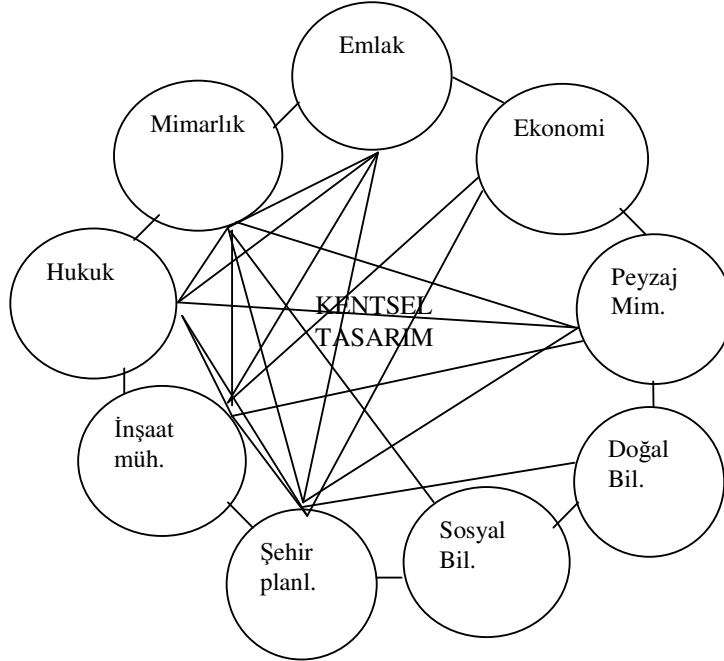 Emlak
Mimarlık
Ekonomi
Hukuk
Peyzaj
Mim.
KENTSEL
TASARIM
İnşaat
müh.
Doğal
Bil.
Sosyal
Bil.
Şehir
planl.